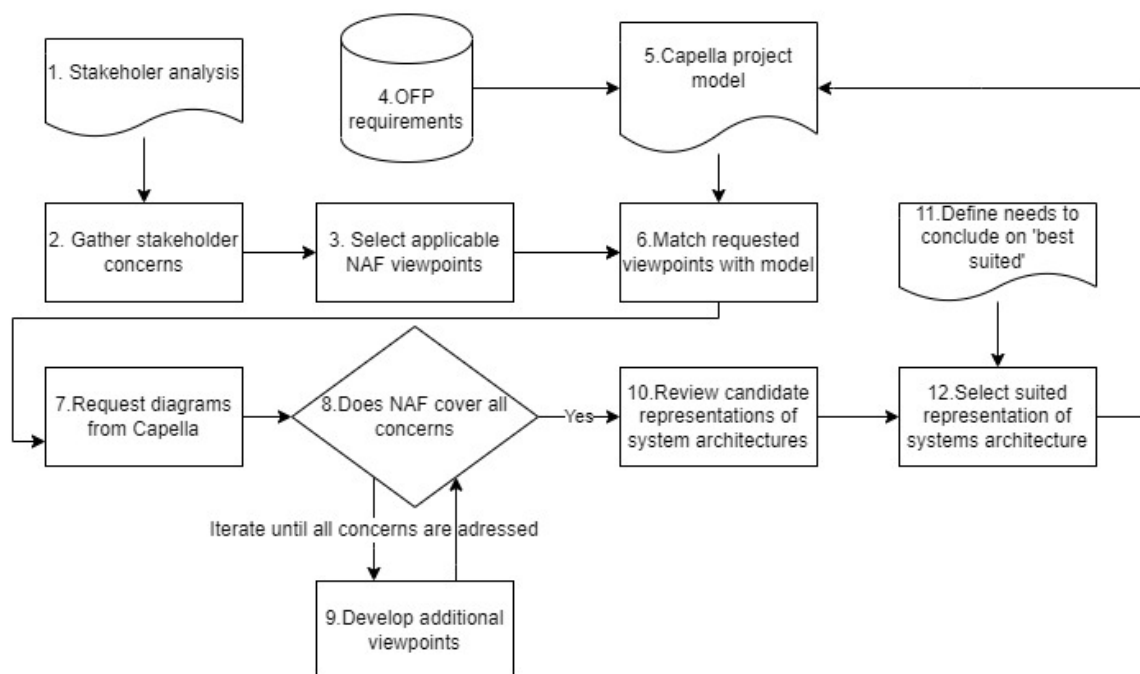 1. Stakeholer analysis
4.OFP
requirements
5.Capella project
model
2. Gather stakeholder
concerns
3. Select applicable
NAF viewpoints
6.Match requested
viewpoints with model
11.Define needs to
conclude on 'best
suited'
7.Request diagrams
from Capella
8.Does NAF cover all
concerns
Yes
10.Review candidate
representations of
system architectures
12.Select suited
representation of
systems architecture
Iterate until all concerns are adressed
9.Develop additional
viewpoints